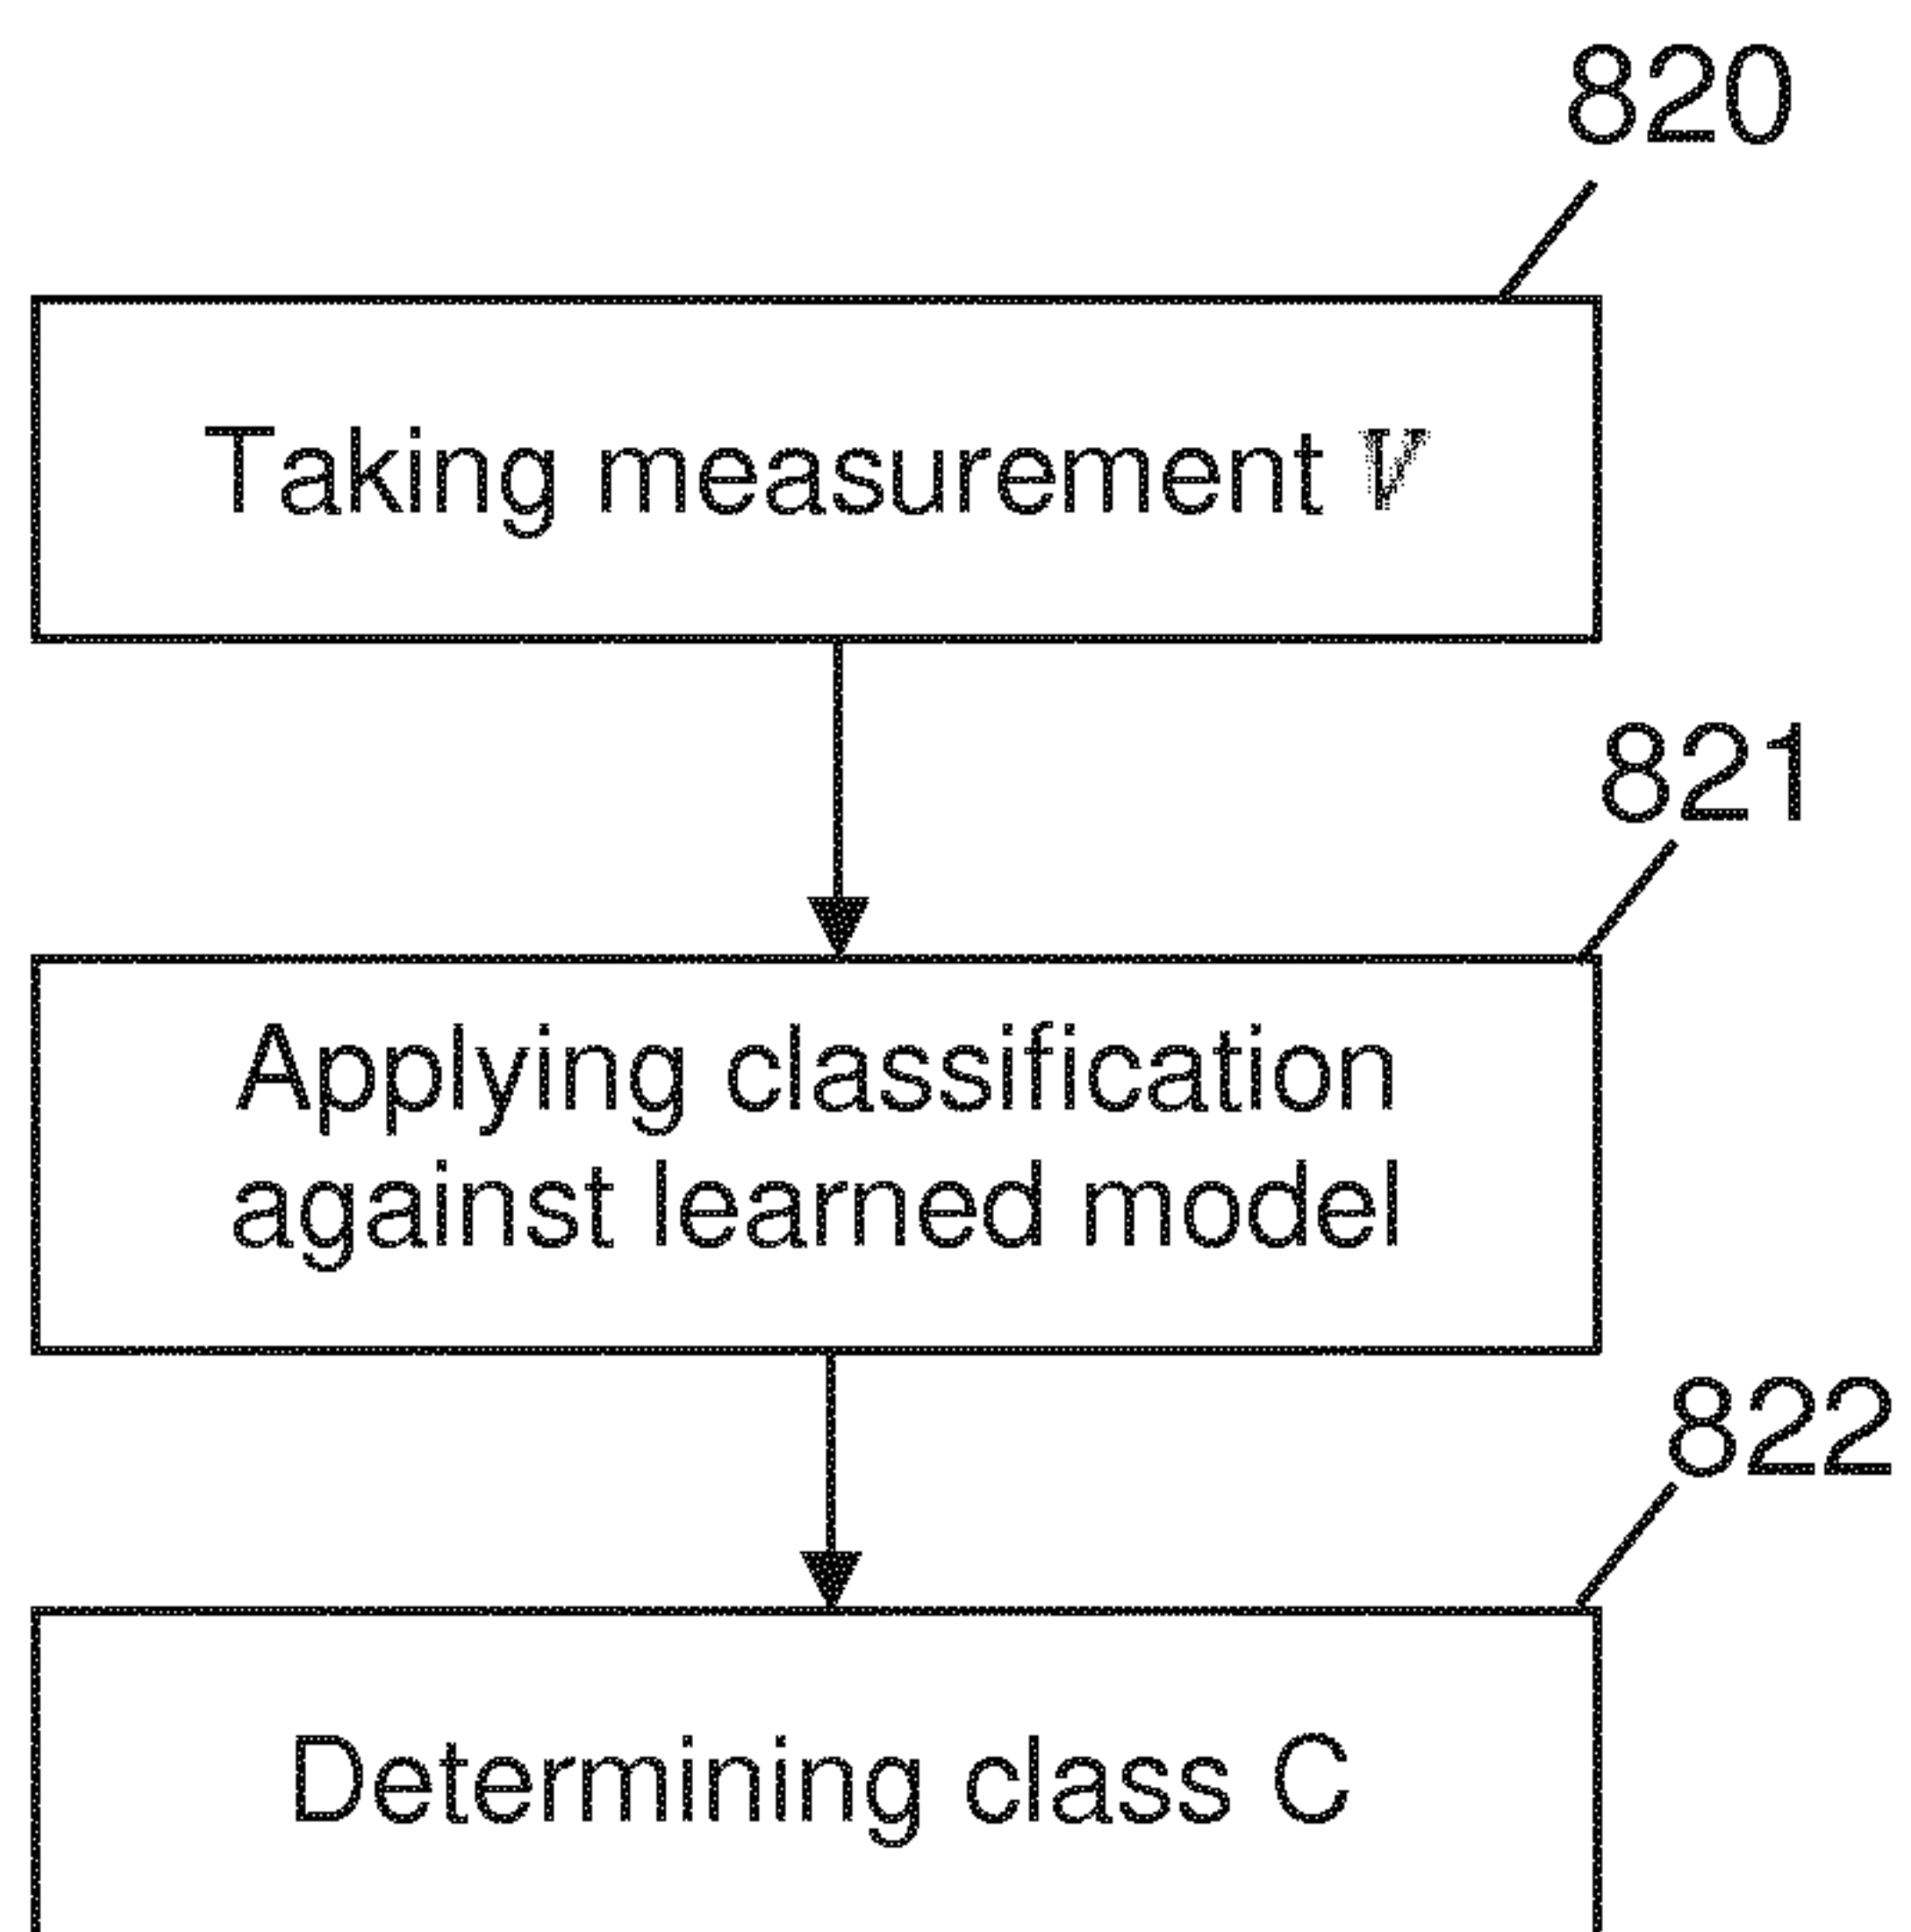 820
Taking measurement V
821
Applying classification
against learned model
822
Determining class C